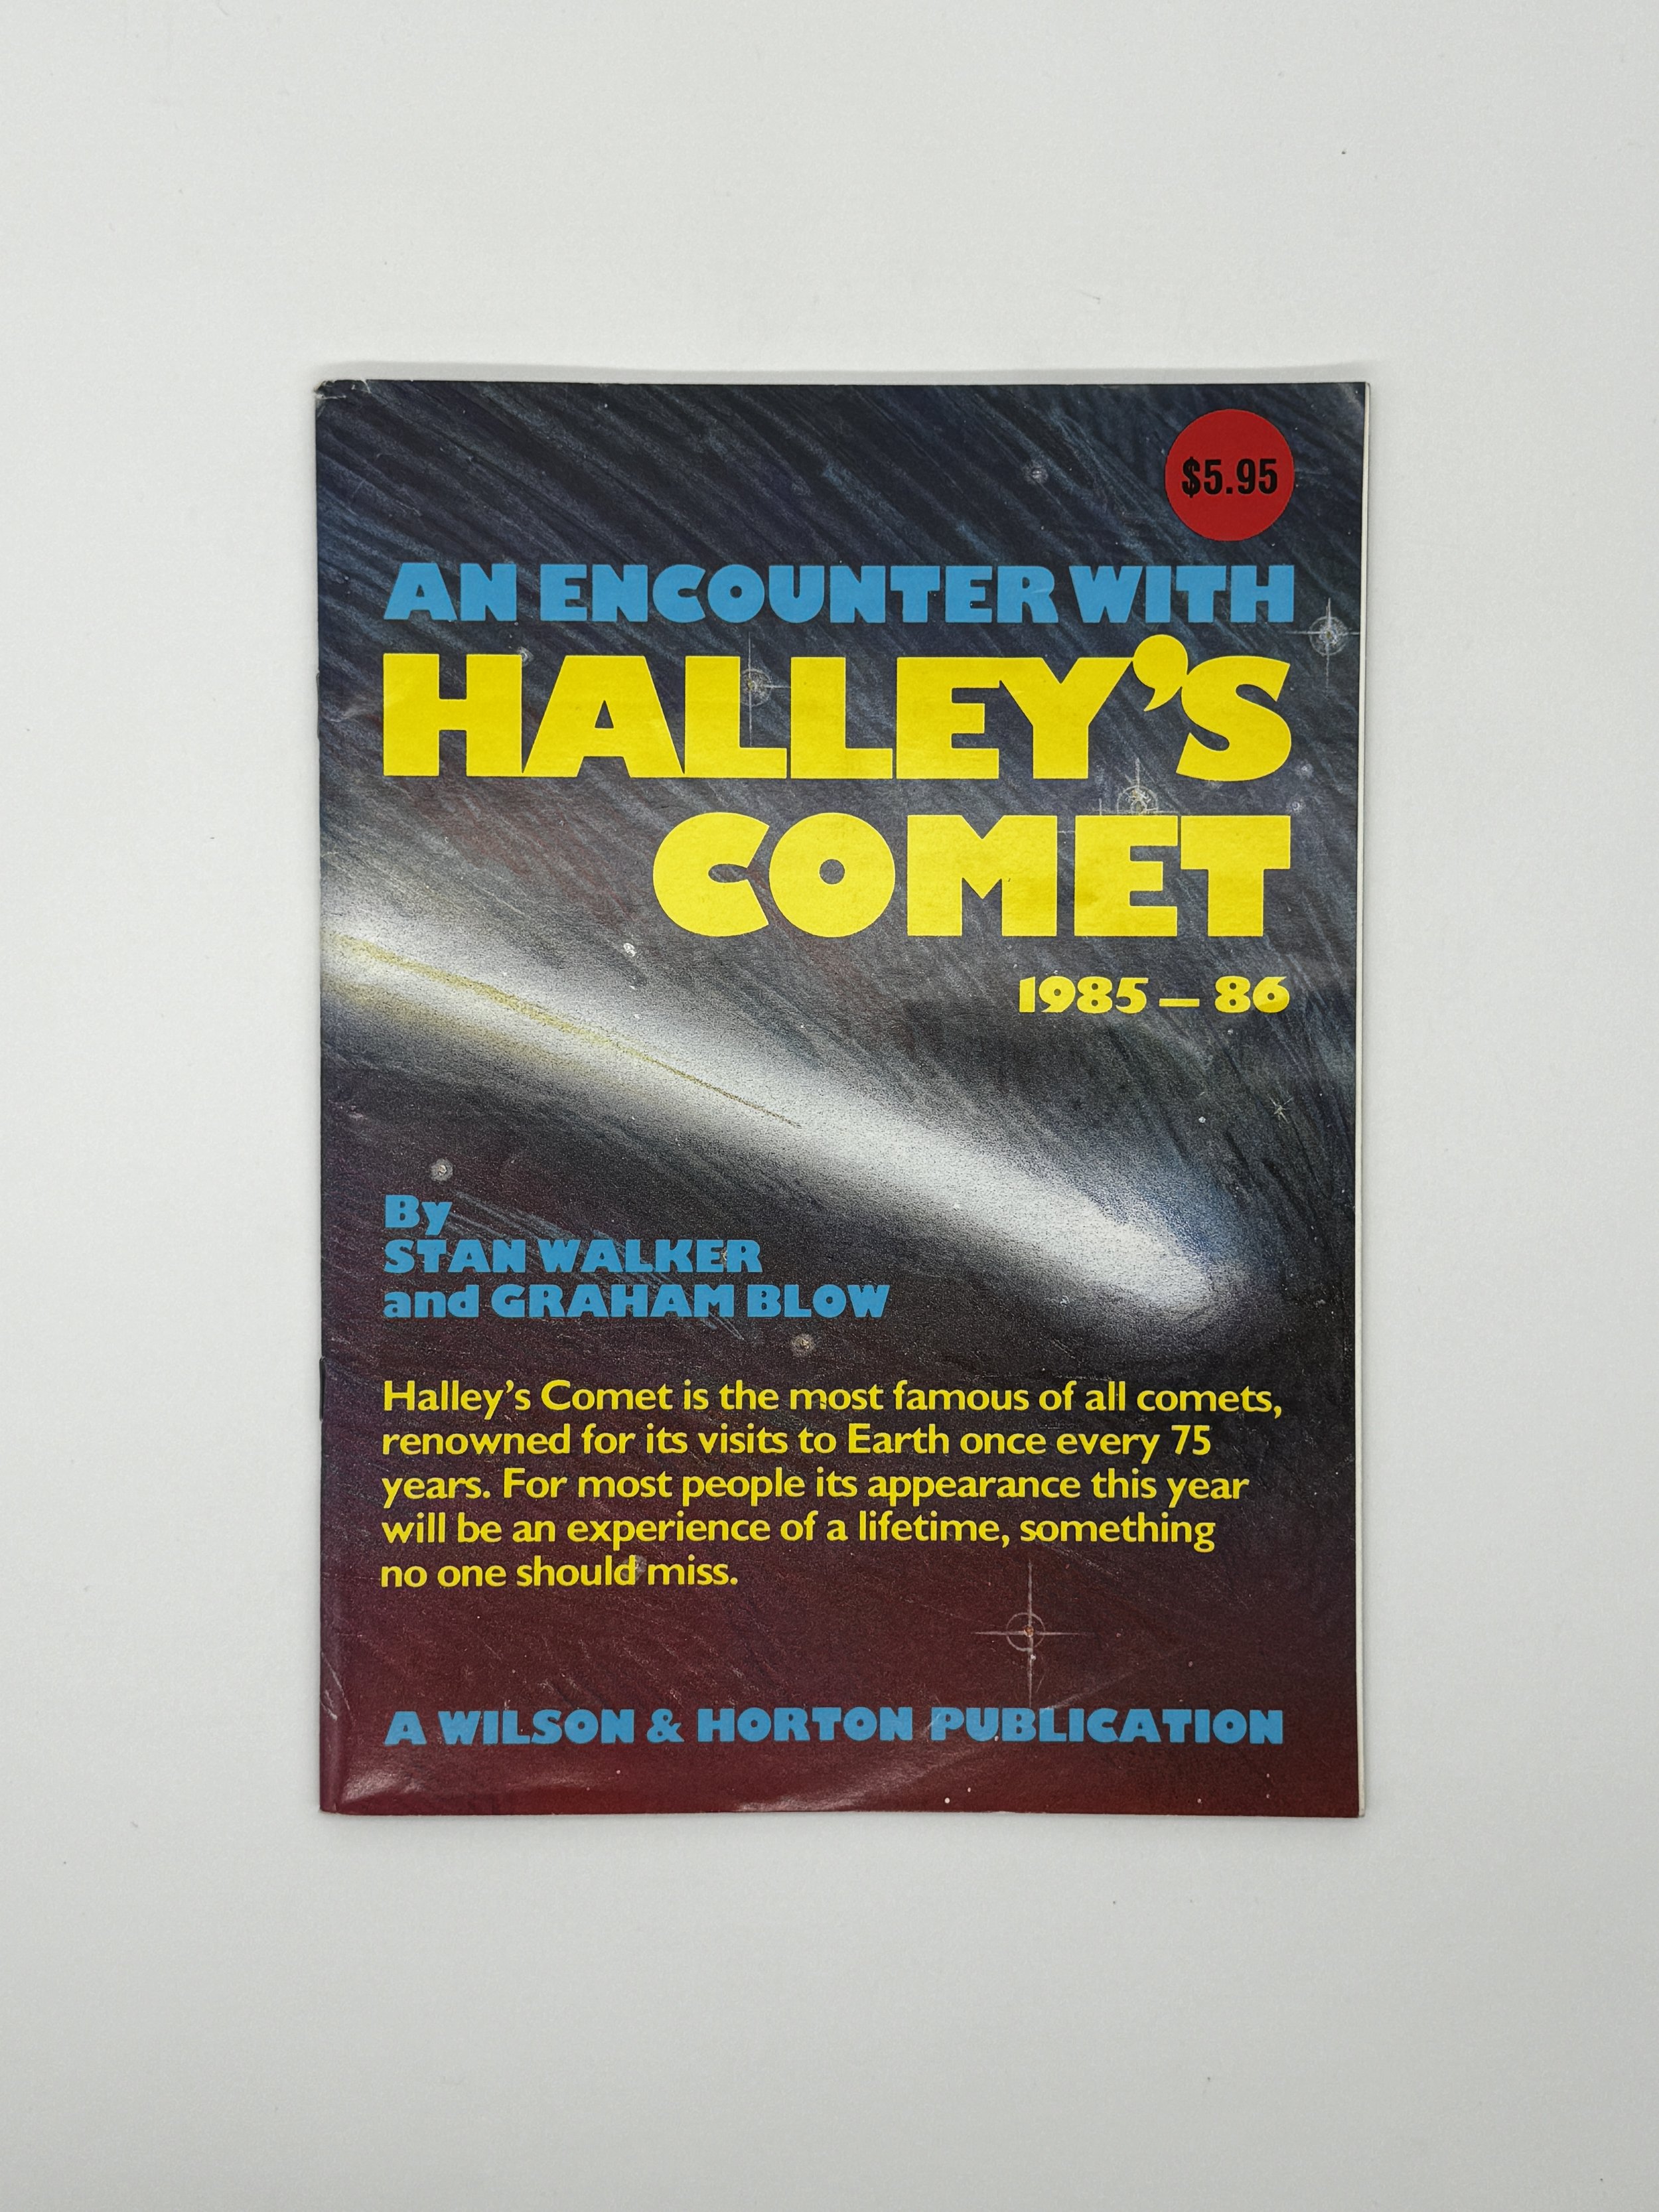 $5.95
AN ENCOUNTER WITH
HALLEY'S
COMET
1985 – 86
By
STAN WALKER
and GRAHAM BLOW
Halley's Comet is the most famous of all comets,
renowned for its visits to Earth once every 75
years. For most people its appearance this year
will be an experience of a lifetime, something
no one should miss.
A WILSON & HORTON PUBLICATION